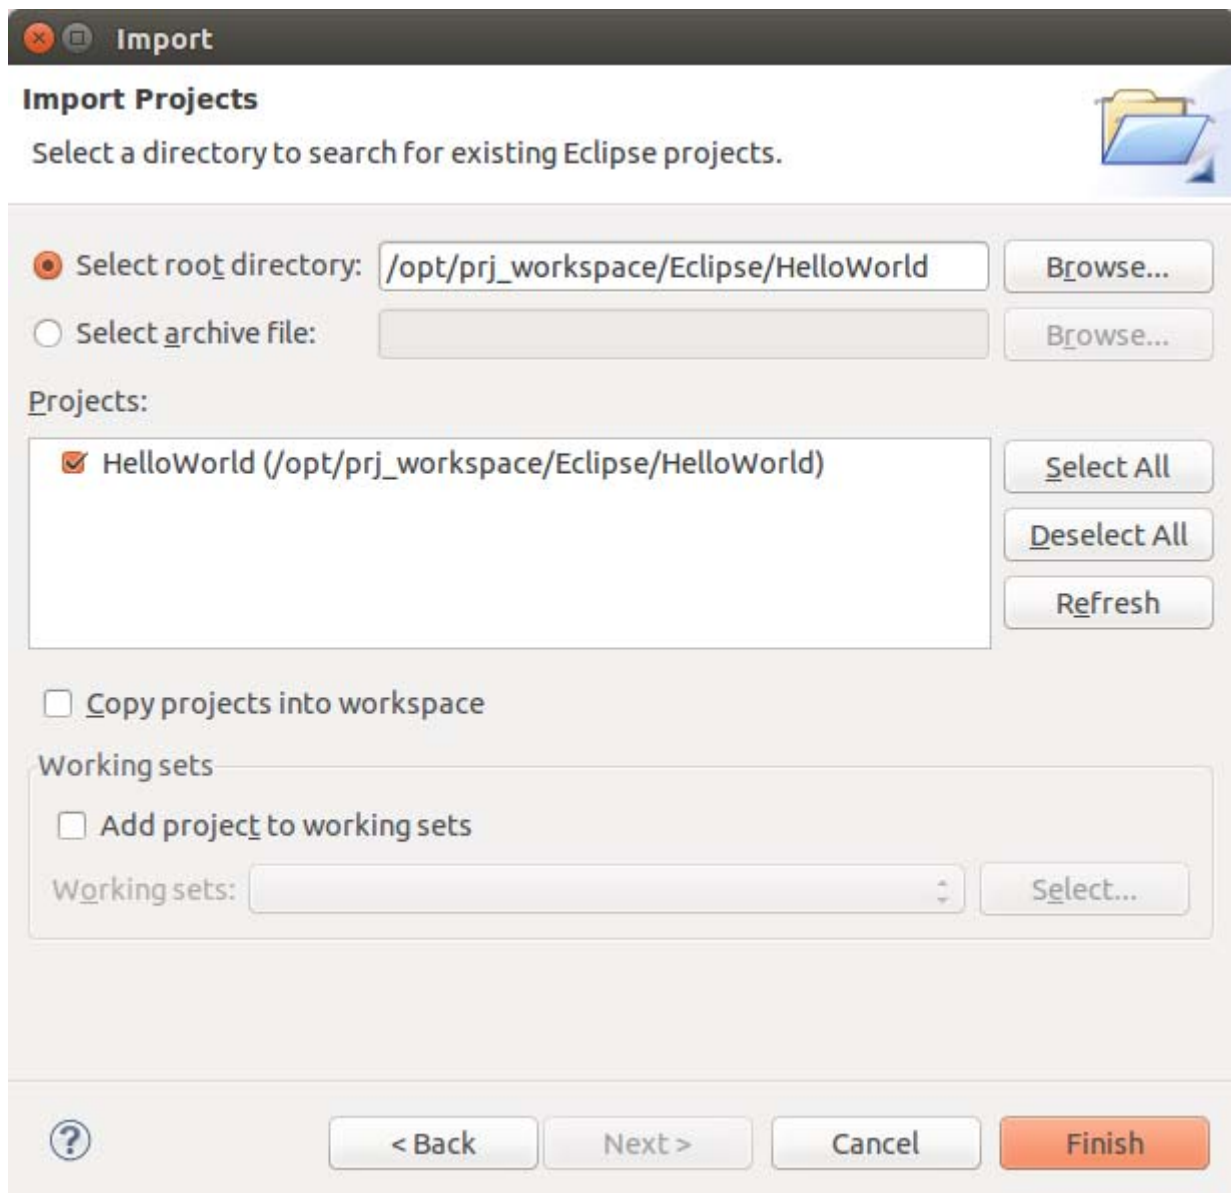 Import
Import Projects
Select a directory to search for existing Eclipse projects.
Select root directory: /opt/prj_workspace/Eclipse/HelloWorld Browse...
Select archive file: Browse...
Projects:
HelloWorld (/opt/prj_workspace/Eclipse/HelloWorld)
Select All
Deselect All
Refresh
Copy projects into workspace
Working sets
Add project to working sets
Working sets: Select...
? < Back Next > Cancel Finish